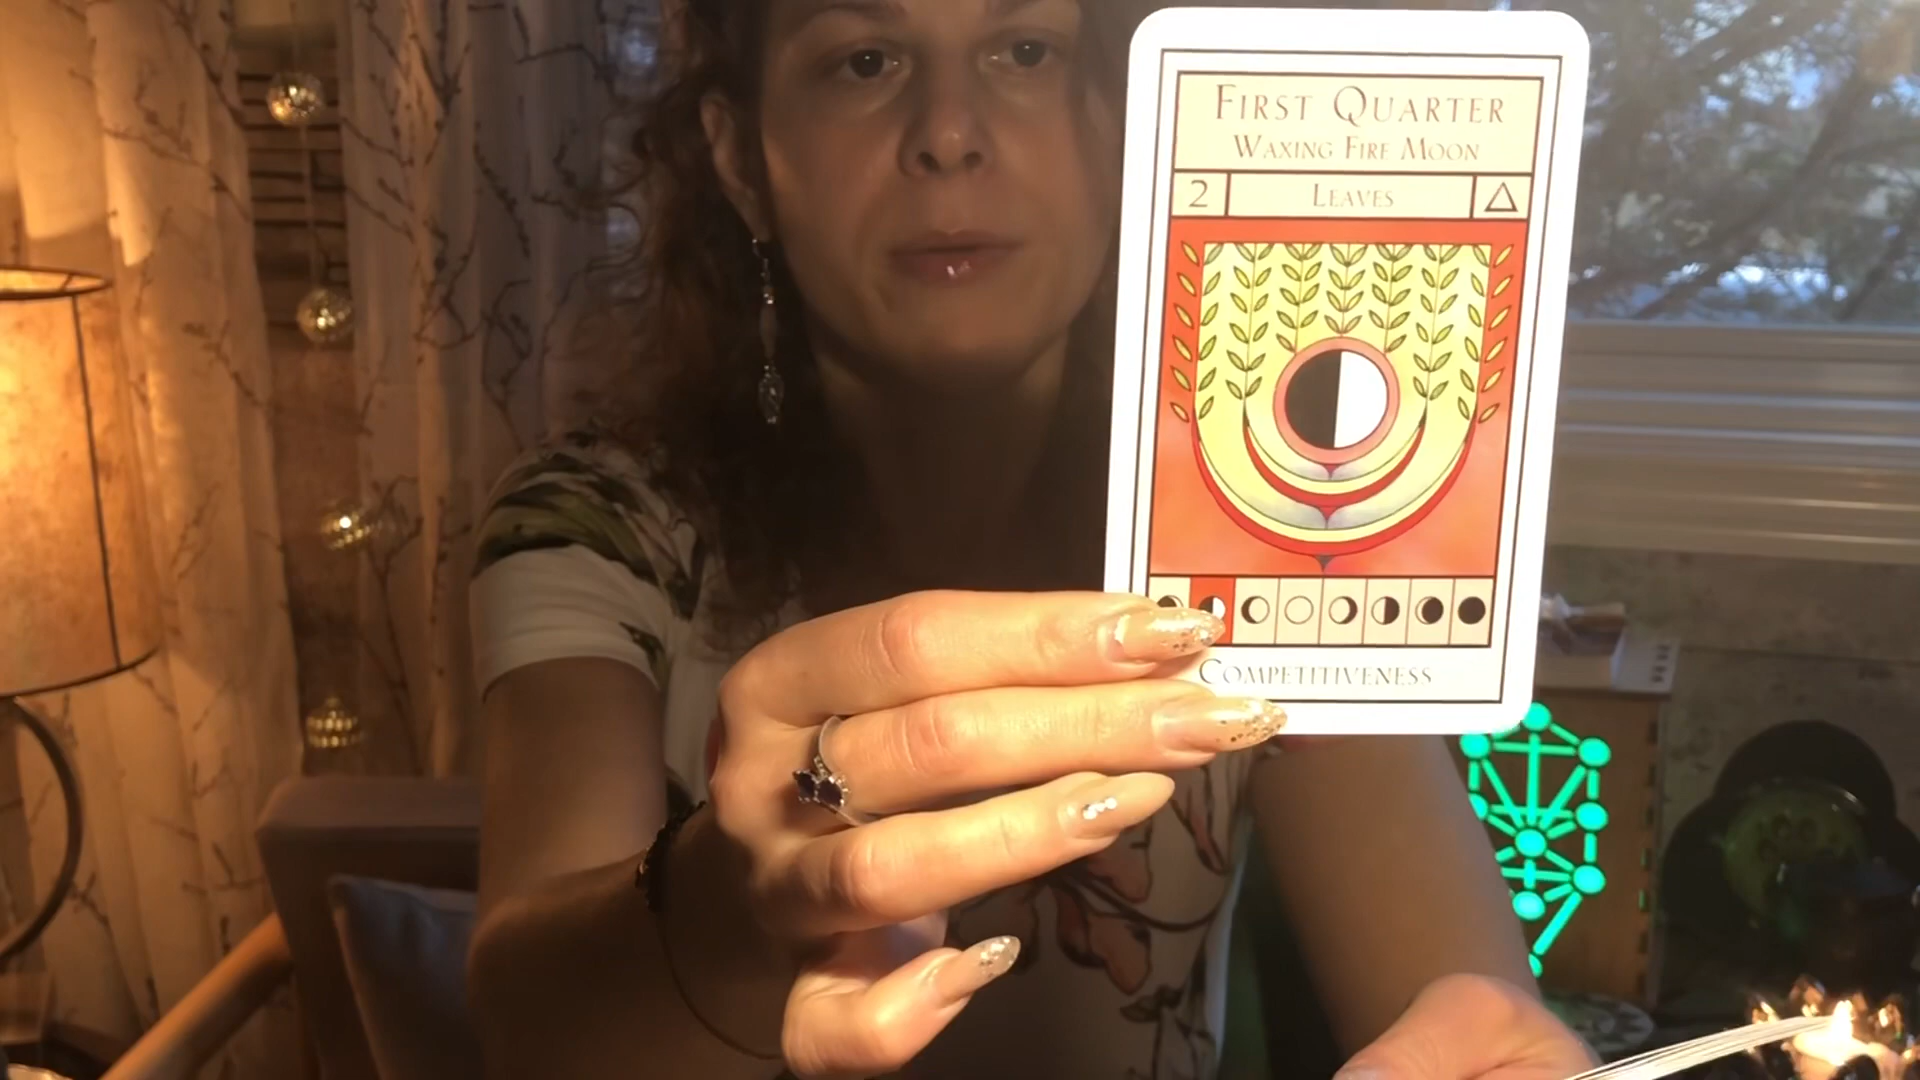 First Quarter
Waxing Fire Moon
2 Leaves
Competitiveness